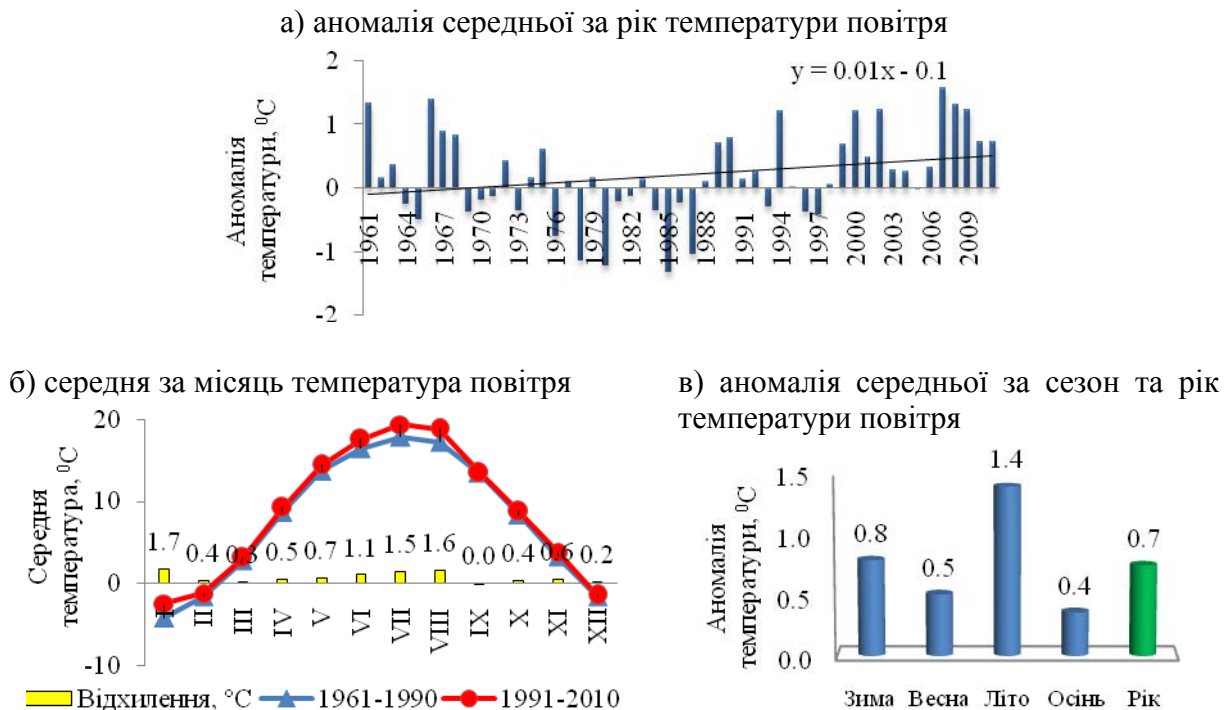 а) аномалія середньої за рік температури повітря
2
1
0
-1
-2
Аномалія
температури, ⁰С
y = 0.01x - 0.1
1961
1964
1967
1970
1973
1976
1979
1982
1985
1988
1991
1994
1997
2000
2003
2006
2009
б) середня за місяць температура повітря
20
10
0
-10
Середня
температура, ⁰С
1.7 0.4 0.3 0.5 0.7 1.1 1.5 1.6 0.0 0.4 0.6 0.2
I II III IV V VI VII VIII IX X XI XII
Відхилення, °С 1961-1990 1991-2010
в) аномалія середньої за сезон та рік
температури повітря
1.5
1.0
0.5
0.0
Аномалія
температури, ⁰С
0.8 0.5 1.4 0.4 0.7
Зима Весна Літо Осінь Рік